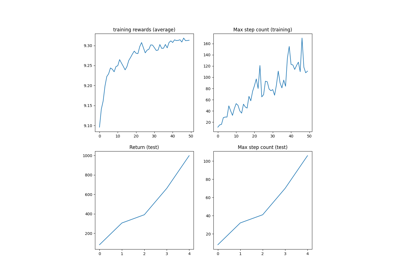 training rewards (average)
9.30
9.25
9.20
9.15
9.10
0 10 20 30 40 50
Max step count (training)
160
140
120
100
80
60
40
20
0 10 20 30 40 50
Return (test)
1000
800
600
400
200
0 1 2 3 4
Max step count (test)
100
80
60
40
20
0 1 2 3 4